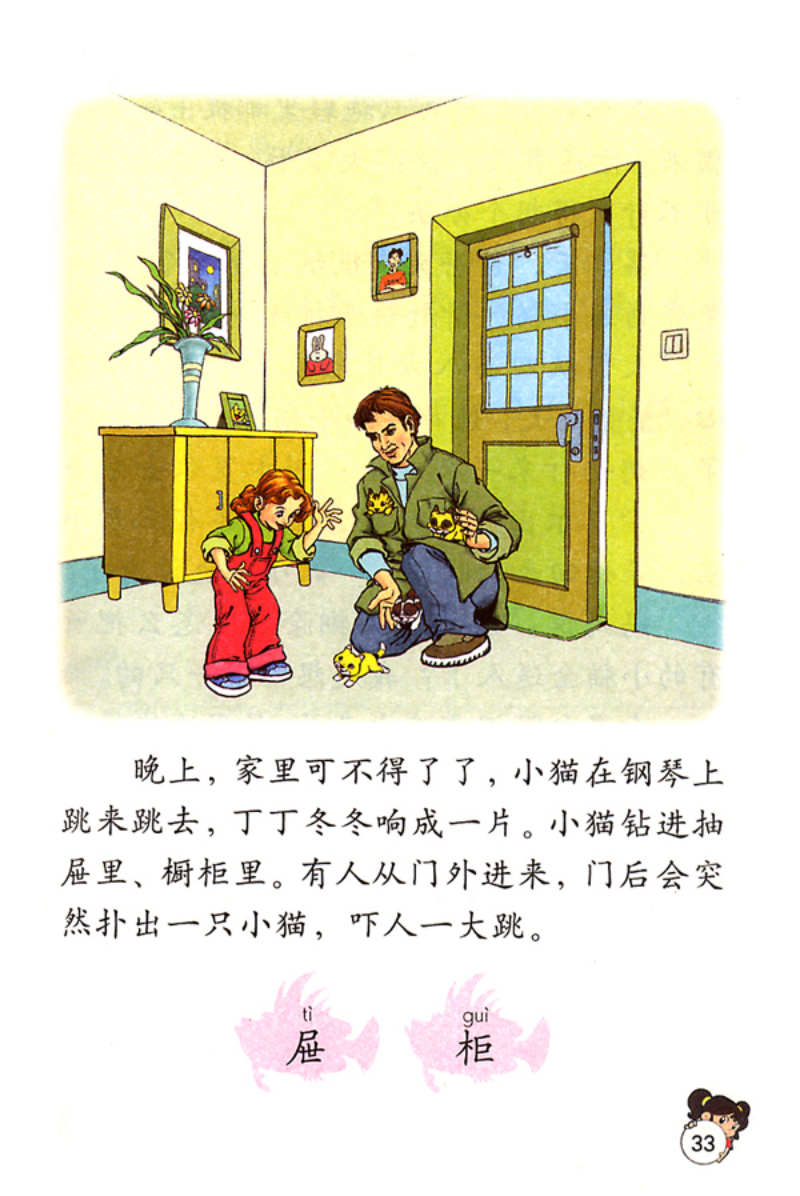 晚上，家里可不得了了，小猫在钢琴上
跳来跳去，丁丁冬冬响成一片。小猫钻进抽
屉里、橱柜里。有人从门外进来，门后会突
然扑出一只小猫，吓人一大跳。
tì guì
屉 柜
33